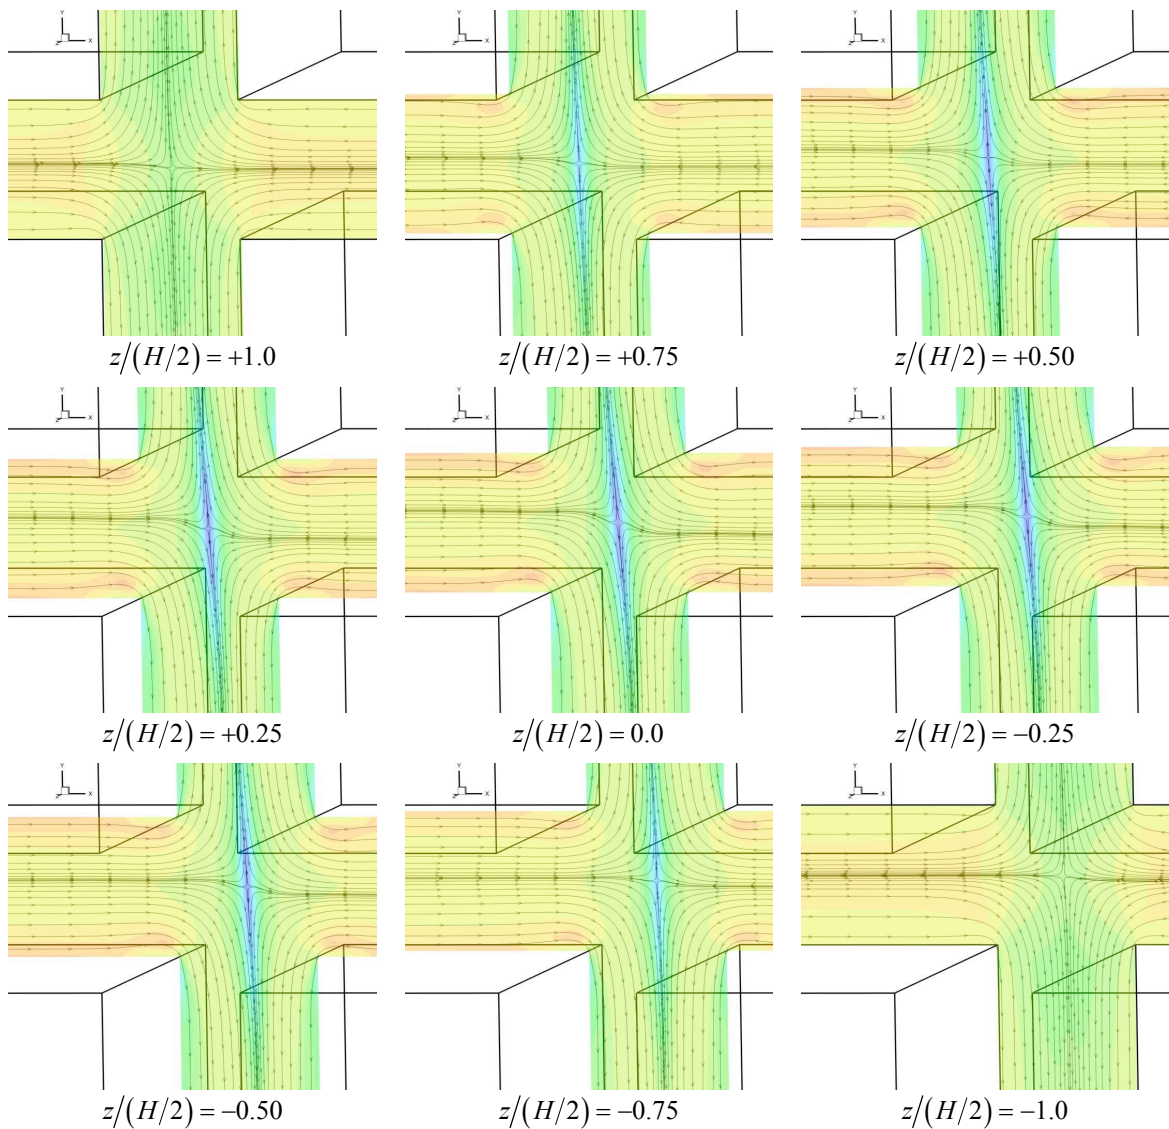 Y
Z X
Y
Z X
Y
Z X
z/(H/2) = +1.0
z/(H/2) = +0.75
z/(H/2) = +0.50
Y
Z X
Y
Z X
Y
Z X
z/(H/2) = +0.25
z/(H/2) = 0.0
z/(H/2) = −0.25
Y
Z X
Y
Z X
Y
Z X
z/(H/2) = −0.50
z/(H/2) = −0.75
z/(H/2) = −1.0